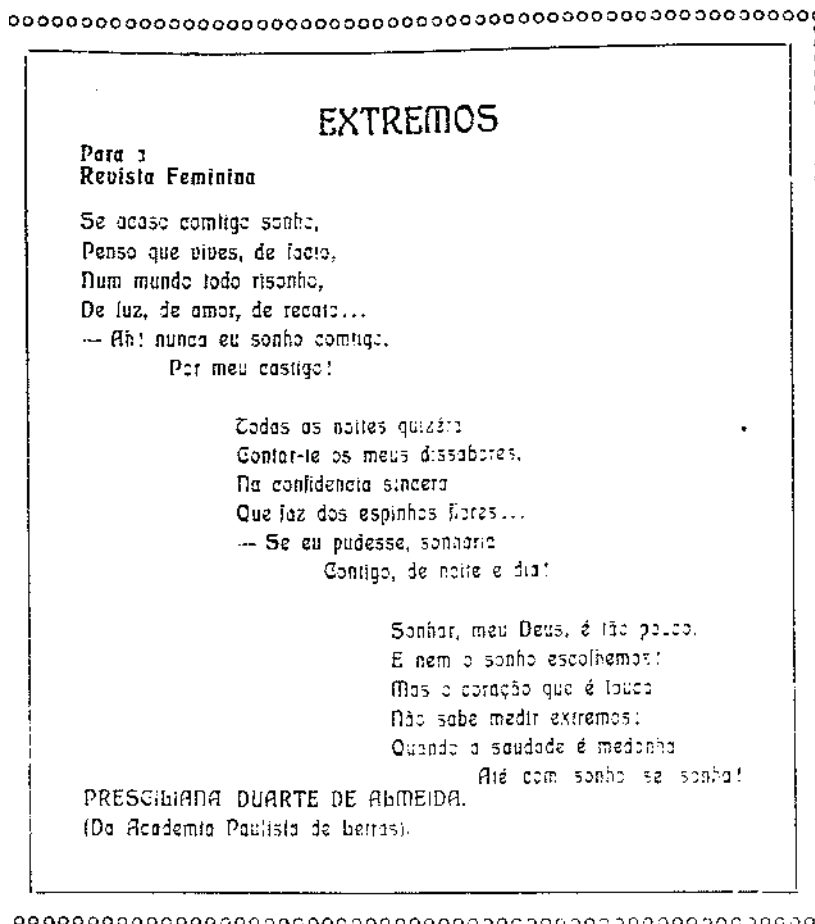 EXTREMOS
Para a
Revista Feminina
Se acaso comtigo sonho,
Penso que vives, de facto,
Num mundo todo risonho,
De luz, de amor, de recato...
— Ah! nunca eu sonho comtigo,
Por meu castigo!
Todas as noites quizéra
Contar-te os meus dissabores,
Na confidencia sincera
Que faz dos espinhos flores...
— Se eu pudesse, sonharia
Comtigo, de noite e dia!
Sonhar, meu Deus, é tão pouco,
E nem o sonho escolhemos!
Mas o coração que é louco
Não sabe medir extremos:
Quando a saudade é medonha
Até com sonho se sonha!
PRESCILIANA DUARTE DE ALMEIDA.
(Da Academia Paulista de Letras).